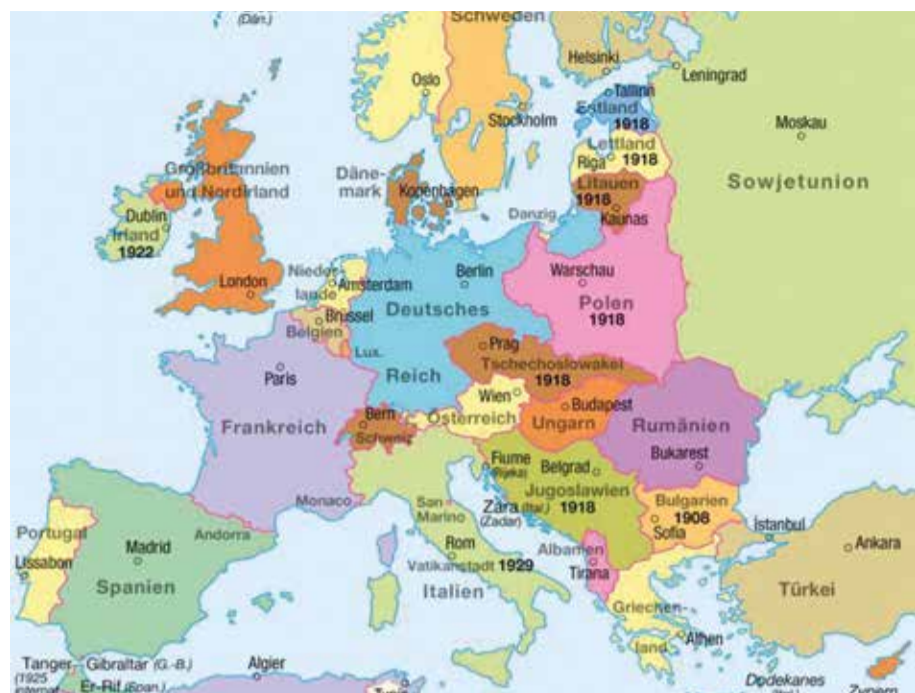 (Dän.)
Schweden
Helsinki
Leningrad
Oslo
Tallinn
Estland
1918
Stockholm
Moskau
Lettland
Riga
1918
Großbritannien
und Nordirland
Däne-
mark
Kopenhagen
Litauen
1918
Kaunas
Sowjetunion
Danzig
Dublin
Irland
1922
London
Nieder-
lande
Amsterdam
Berlin
Warschau
Deutsches
Polen
1918
Brüssel
Belgien
Lux.
Prag
Tschechoslowakei
1918
Paris
Reich
Wien
Budapest
Österreich
Ungarn
Rumänien
Frankreich
Bern
Schweiz
Fiume
(Rijeka)
Belgrad
Bukarest
Monaco
San-
Marino
Zara (Ital.)
(Zadar)
Jugoslawien
1918
Bulgarien
1908
Sofia
İstanbul
Portugal
Andorra
Madrid
Lissabon
Rom
Vatikanstadt 1929
Albanien
Tirana
Ankara
Spanien
Italien
Türkei
Griechen-
land
Athen
Tanger
(1925
Gibraltar (G.-B.)
Er-Rif (Span.)
Algier
Dodekanes
Zypern